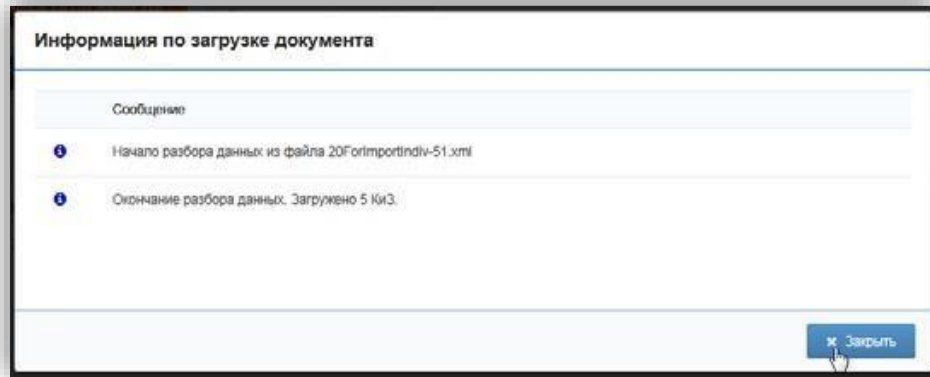 Информация по загрузке документа
Сообщение
Начало разбора данных из файла 20ForImportIndiv-51.xml
Окончание разбора данных. Загружено 5 КиЗ.
Закрыть